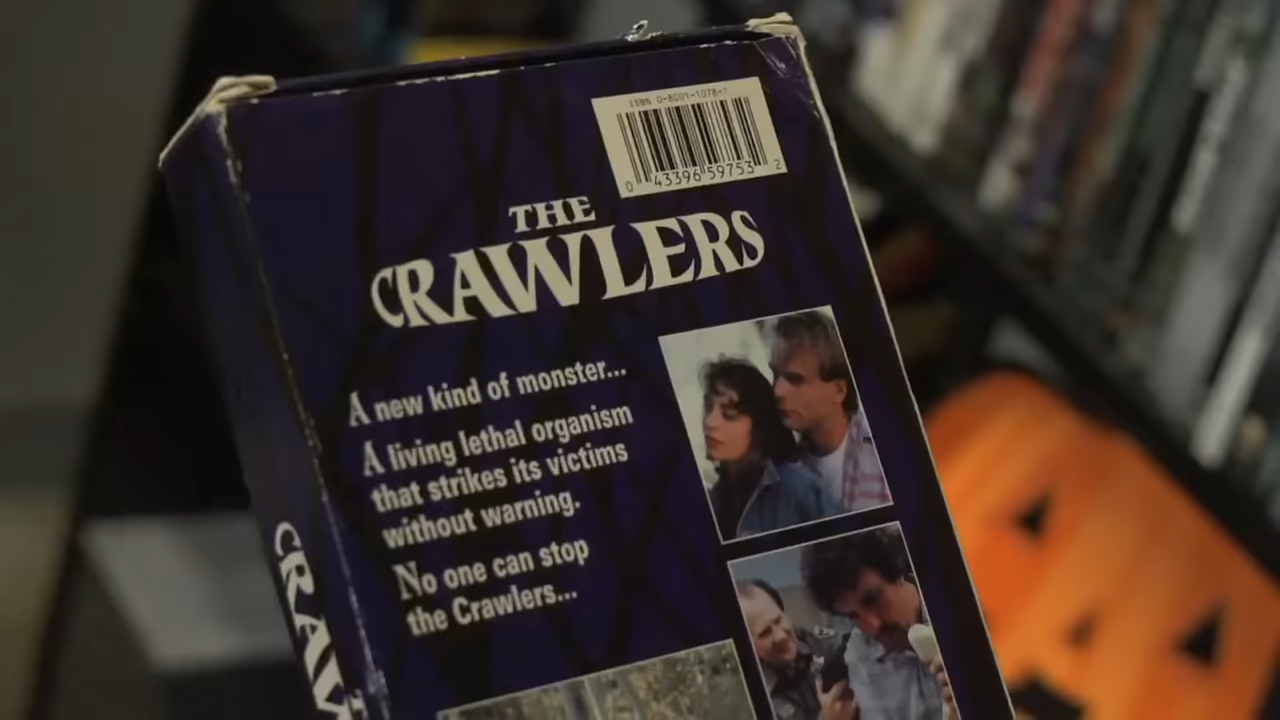 ISBN 0-8001-1078-1
0 43396 59753 2
THE
CRAWLERS
A new kind of monster...
A living lethal organism
that strikes its victims
without warning.
No one can stop
the Crawlers...
CRAW